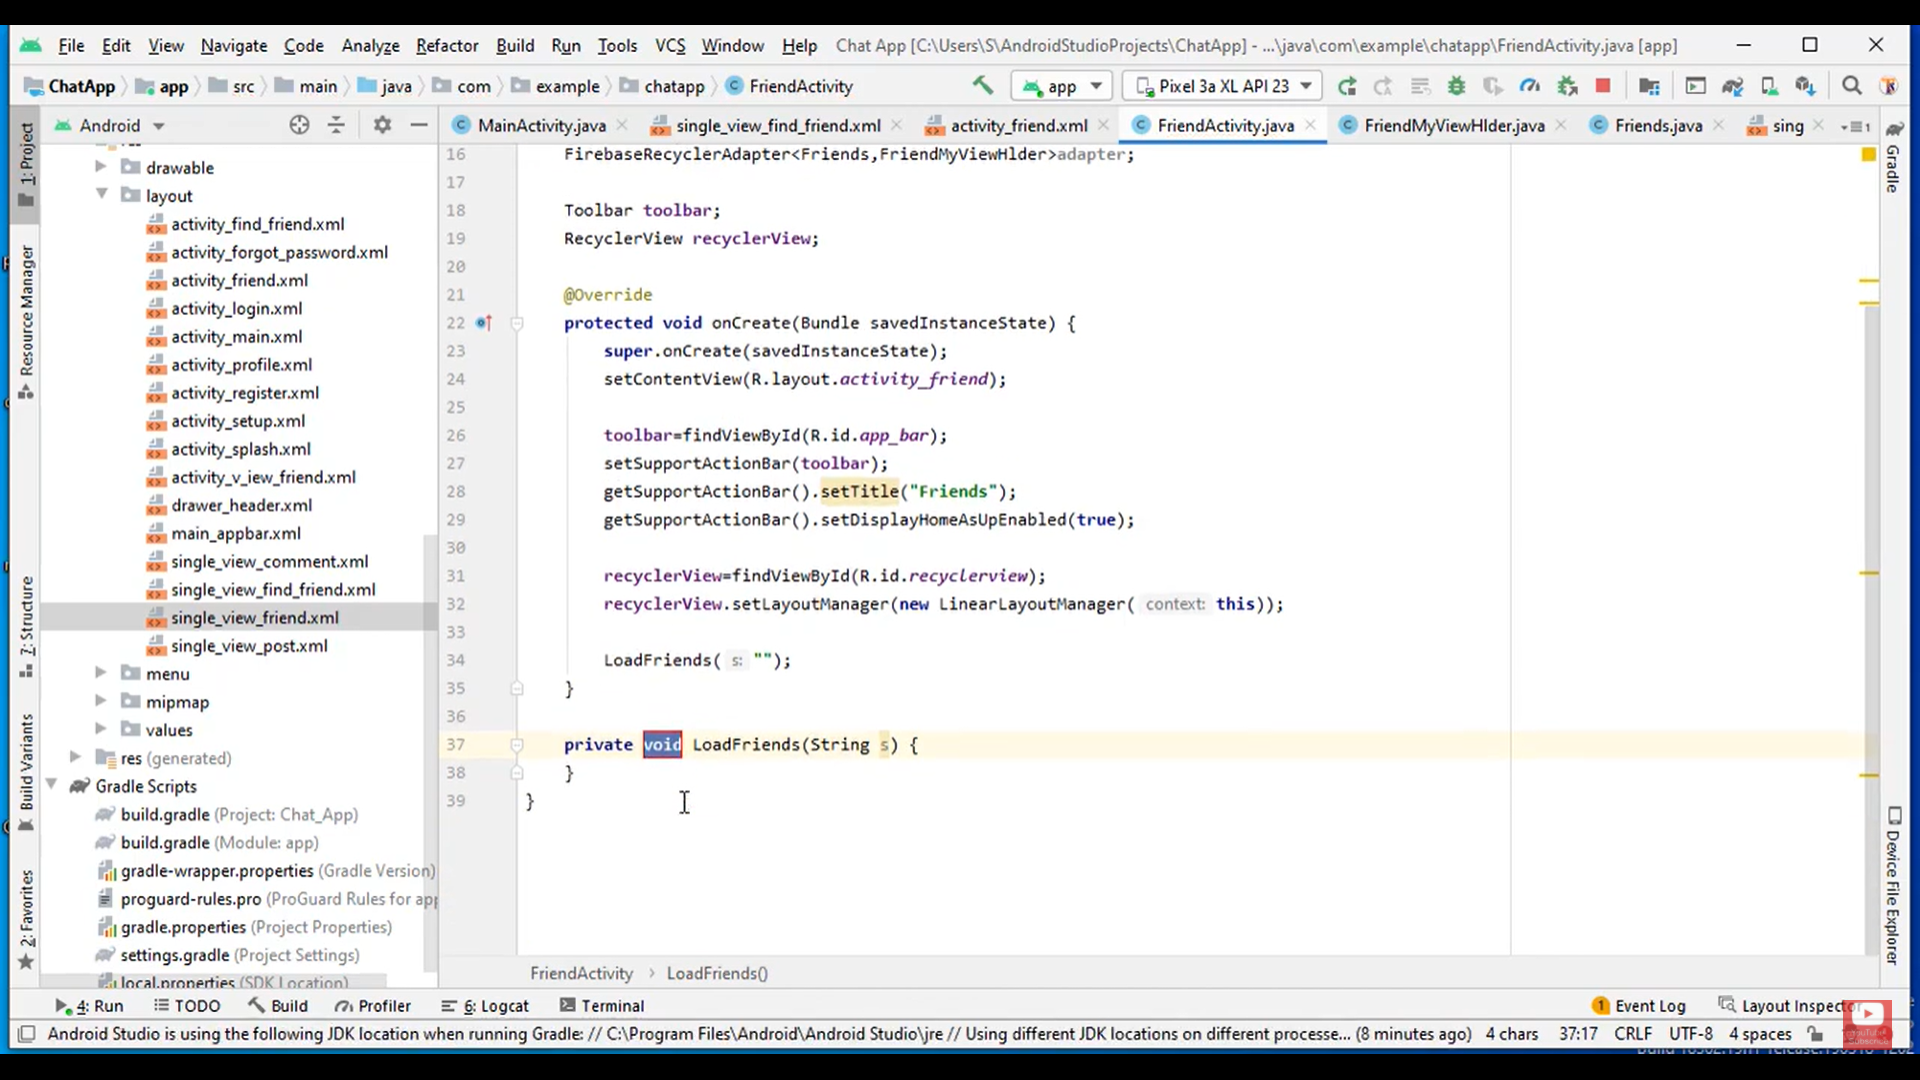 File Edit View Navigate Code Analyze Refactor Build Run Tools VCS Window Help Chat App [C:\Users\S\AndroidStudioProjects\ChatApp] - ...\java\com\example\chatapp\FriendActivity.java [app]
ChatApp app src main java com example chatapp FriendActivity app Pixel 3a XL API 23
Android MainActivity.java single_view_find_friend.xml activity_friend.xml FriendActivity.java FriendMyViewHlder.java Friends.java sing
1: Project
Resource Manager
7: Structure
Build Variants
2: Favorites
drawable
layout
activity_find_friend.xml
activity_forgot_password.xml
activity_friend.xml
activity_login.xml
activity_main.xml
activity_profile.xml
activity_register.xml
activity_setup.xml
activity_splash.xml
activity_v_iew_friend.xml
drawer_header.xml
main_appbar.xml
single_view_comment.xml
single_view_find_friend.xml
single_view_friend.xml
single_view_post.xml
menu
mipmap
values
res (generated)
Gradle Scripts
build.gradle (Project: Chat_App)
build.gradle (Module: app)
gradle-wrapper.properties (Gradle Version)
proguard-rules.pro (ProGuard Rules for app
gradle.properties (Project Properties)
settings.gradle (Project Settings)
local.properties (SDK Location)
16 FirebaseRecyclerAdapter<Friends,FriendMyViewHlder>adapter;
17
18 Toolbar toolbar;
19 RecyclerView recyclerView;
20
21 @Override
22 protected void onCreate(Bundle savedInstanceState) {
23 super.onCreate(savedInstanceState);
24 setContentView(R.layout.activity_friend);
25
26 toolbar=findViewById(R.id.app_bar);
27 setSupportActionBar(toolbar);
28 getSupportActionBar().setTitle("Friends");
29 getSupportActionBar().setDisplayHomeAsUpEnabled(true);
30
31 recyclerView=findViewById(R.id.recyclerview);
32 recyclerView.setLayoutManager(new LinearLayoutManager( context: this));
33
34 LoadFriends( s: "");
35 }
36
37 private void LoadFriends(String s) {
38 }
39 }
Gradle
Device File Explorer
FriendActivity LoadFriends()
4: Run TODO Build Profiler 6: Logcat Terminal 1 Event Log Layout Inspector
Android Studio is using the following JDK location when running Gradle: // C:\Program Files\Android\Android Studio\jre // Using different JDK locations on different processe... (8 minutes ago) 4 chars 37:17 CRLF UTF-8 4 spaces